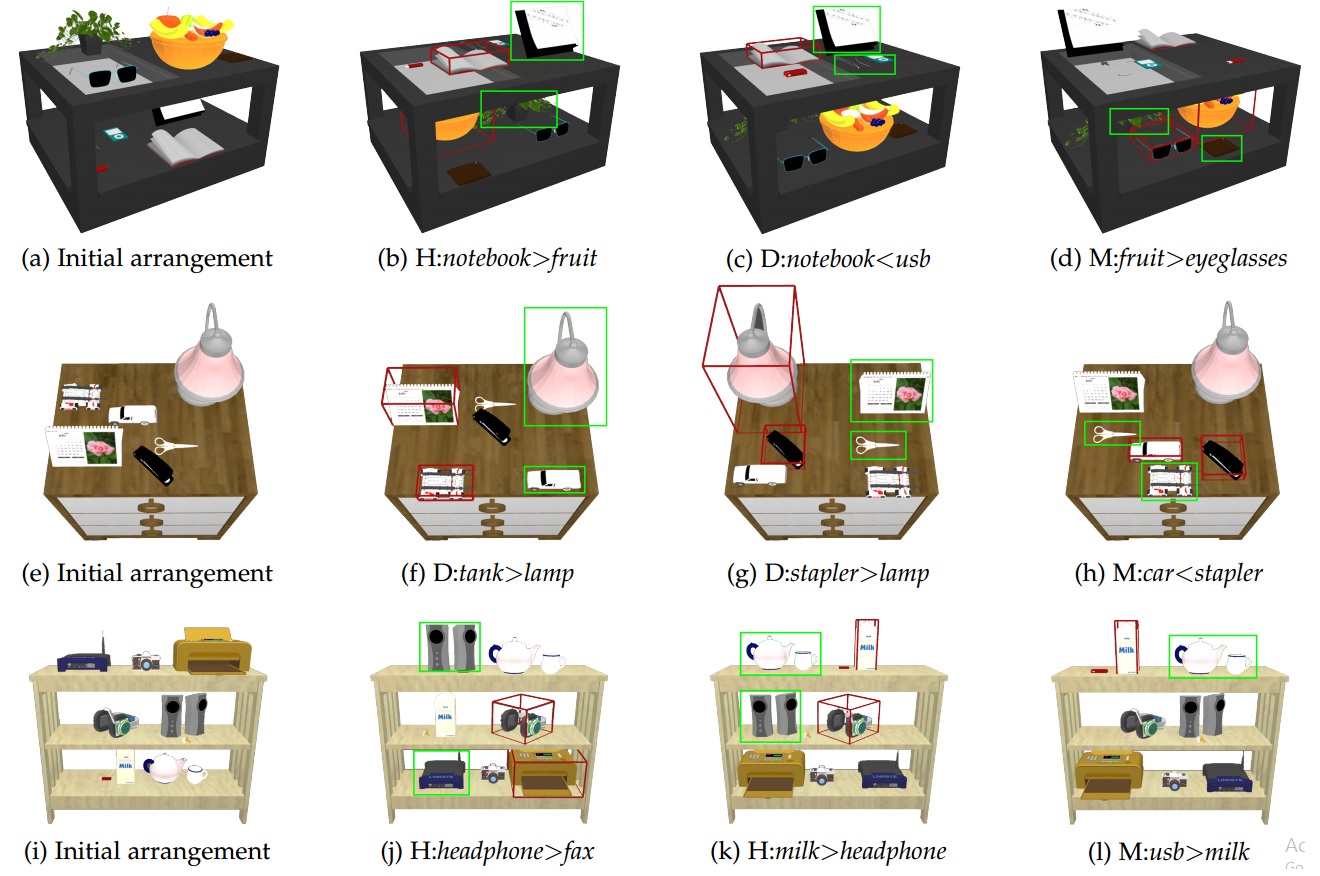 (a) Initial arrangement
(b) H:notebook>fruit
(c) D:notebook<usb
(d) M:fruit>eyeglasses
(e) Initial arrangement
(f) D:tank>lamp
(g) D:stapler>lamp
(h) M:car<stapler
Milk
Milk
Milk
Milk
LINKSYS
(i) Initial arrangement
(j) H:headphone>fax
(k) H:milk>headphone
(l) M:usb>milk
Ac
Go